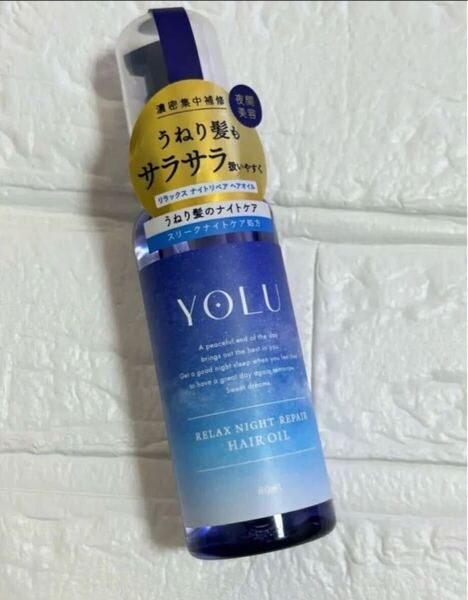 濃密集中補修
夜間
美容
うねり髪も
サラサラ扱いやすく
リラックス ナイトリペア ヘアオイル
うねり髪のナイトケア
スリークナイトケア処方
YOLU
A peaceful end of the day
brings out the best in you.
Get a good night sleep when you feel tired
to have a great day again tomorrow.
Sweet dreams.
RELAX NIGHT REPAIR
HAIR OIL
80mL